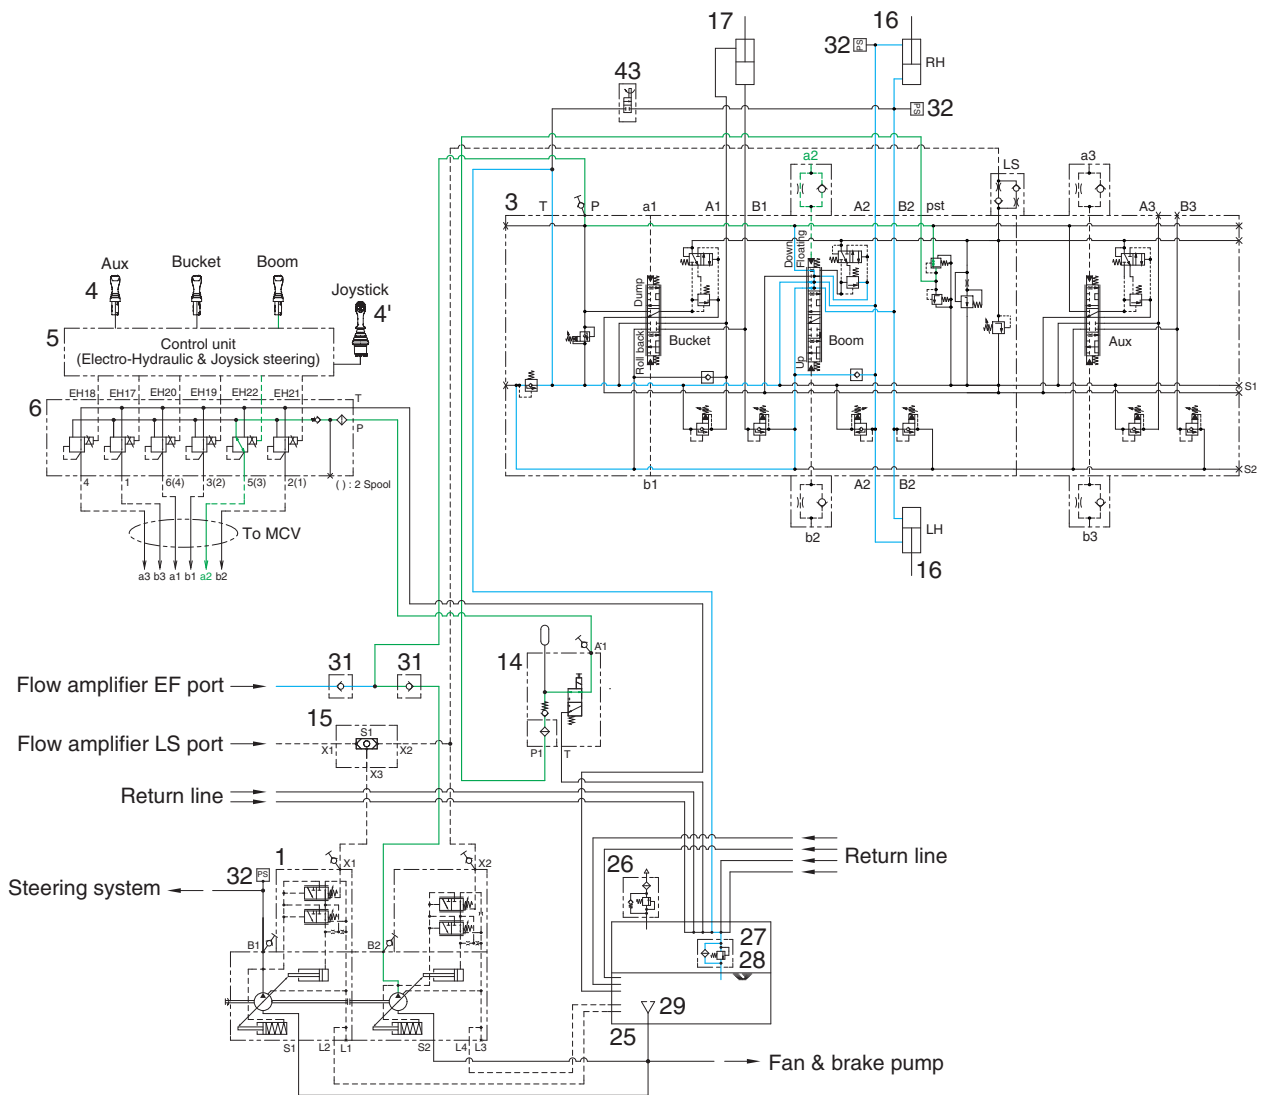 17
16
32
PS
RH
43
PS
32
a2
LS
a3
3
T
P
a1
A1
B1
A2
B2
pst
A3
B3
Down
Floating
Dump
Roll back
Bucket
Up
Boom
Aux
S1
S2
b1
A2
B2
b2
b3
LH
16
Aux
Bucket
Boom
Joystick
4
4'
5
Control unit
(Electro-Hydraulic & Joysick steering)
EH18
EH17
EH20
EH19
EH22
EH21
6
T
P
4
1
6(4)
3(2)
5(3)
2(1)
( ) : 2 Spool
To MCV
a3
b3
a1
b1
a2
b2
31
31
Flow amplifier EF port
14
A1
P1
T
15
S1
X1
X2
X3
Flow amplifier LS port
Return line
Return line
26
1
X1
X2
32
PS
Steering system
B1
B2
27
28
29
25
S1
L2
L1
S2
L4
L3
Fan & brake pump